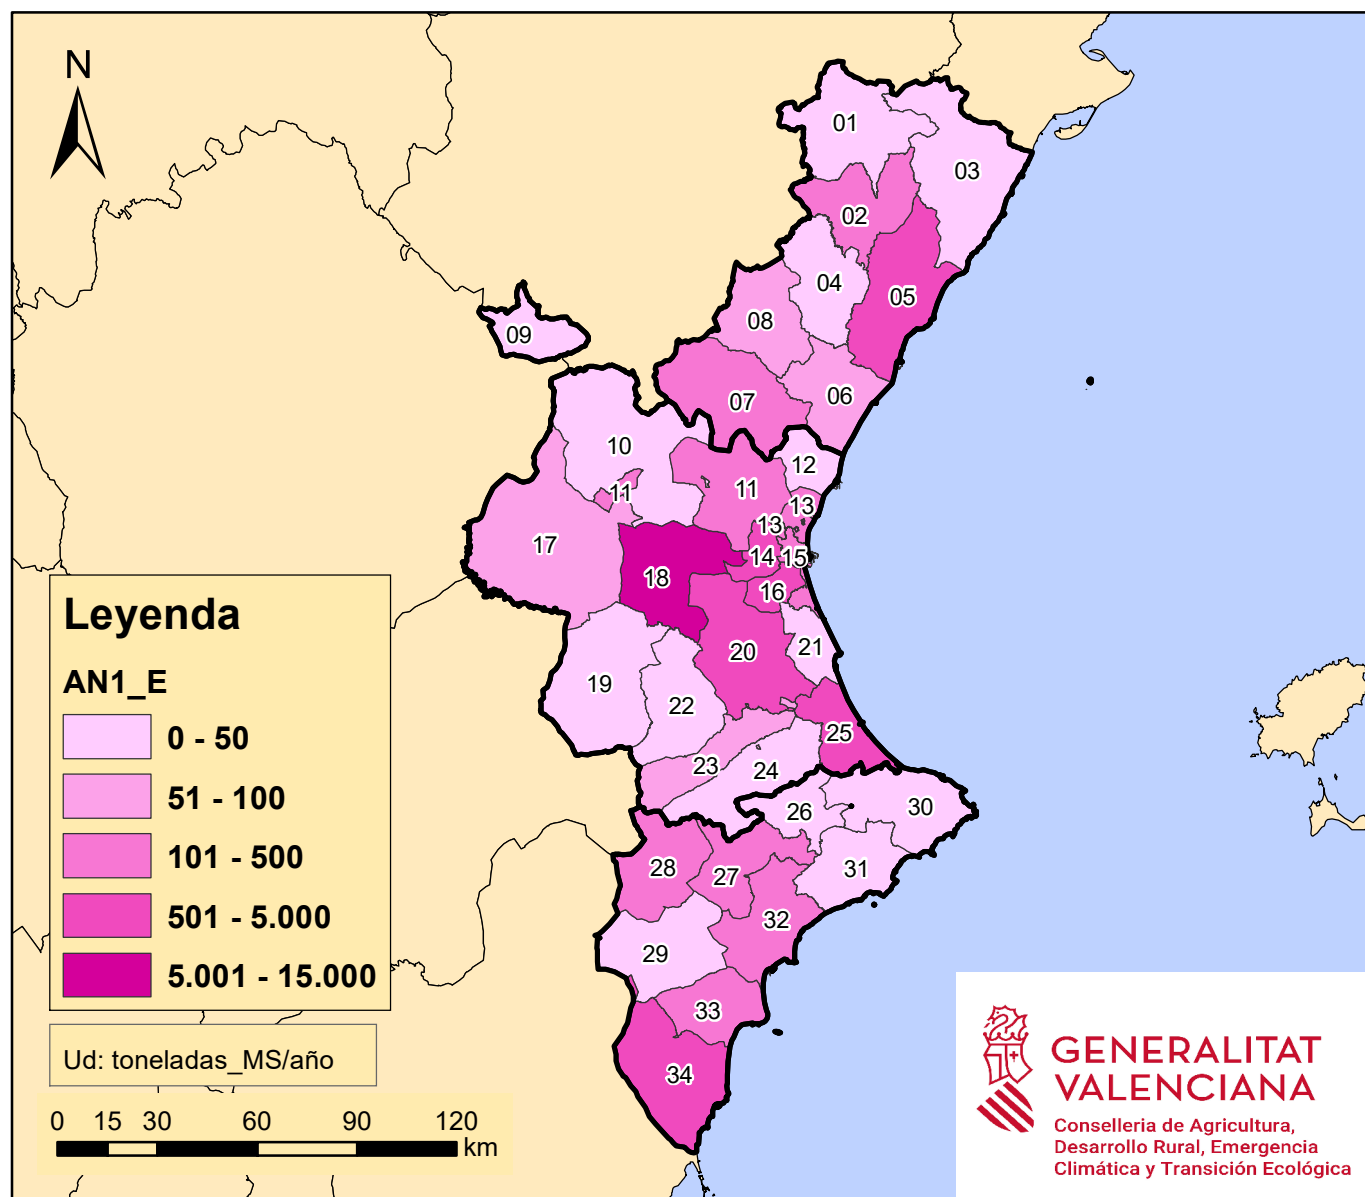 N
01
03
02
04
05
08
09
06
07
10
12
11
11
13
13
17
14
15
18
16
20
21
19
22
25
23
24
26
30
31
28
27
32
29
33
34
Leyenda
AN1_E
0 - 50
51 - 100
101 - 500
501 - 5.000
5.001 - 15.000
Ud: toneladas_MS/año
0 15 30 60 90 120
km
GENERALITAT
VALENCIANA
Conselleria de Agricultura,
Desarrollo Rural, Emergencia
Climática y Transición Ecológica